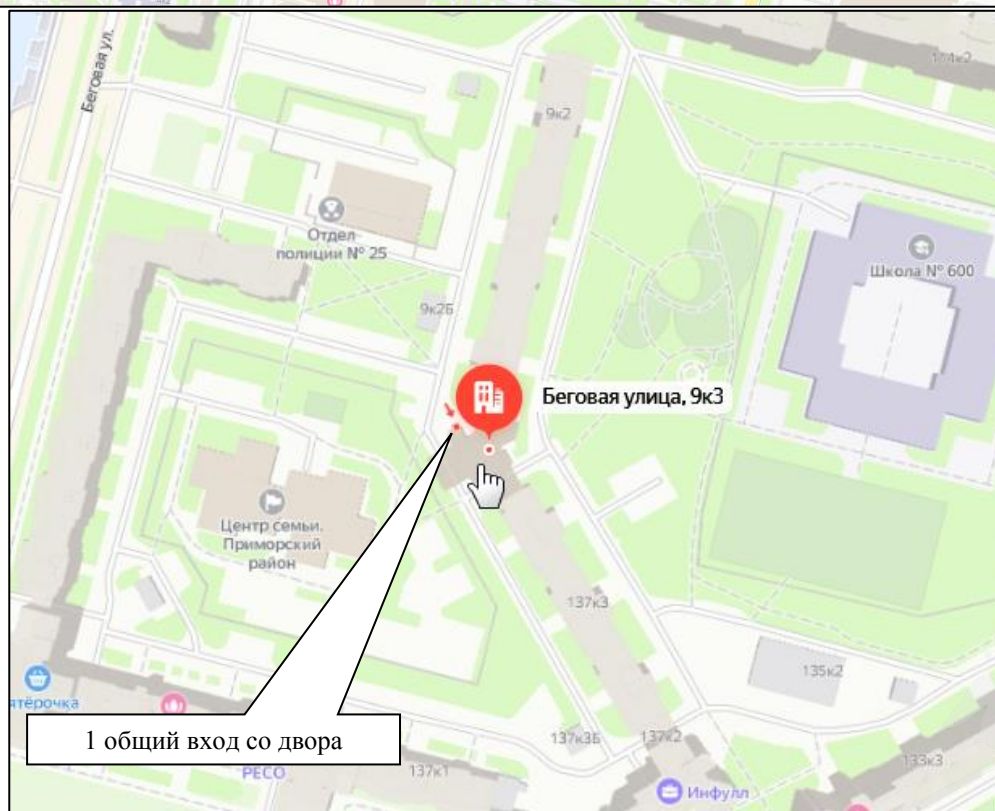 Беговая ул.
9к2
Отдел
полиции № 25
Школа № 600
9к2Б
Беговая улица, 9к3
Центр семьи.
Приморский
район
137к3
135к2
ятёрочка
1 общий вход со двора
137к3Б
137к2
133к3
РЕСО
137к1
Инфулл